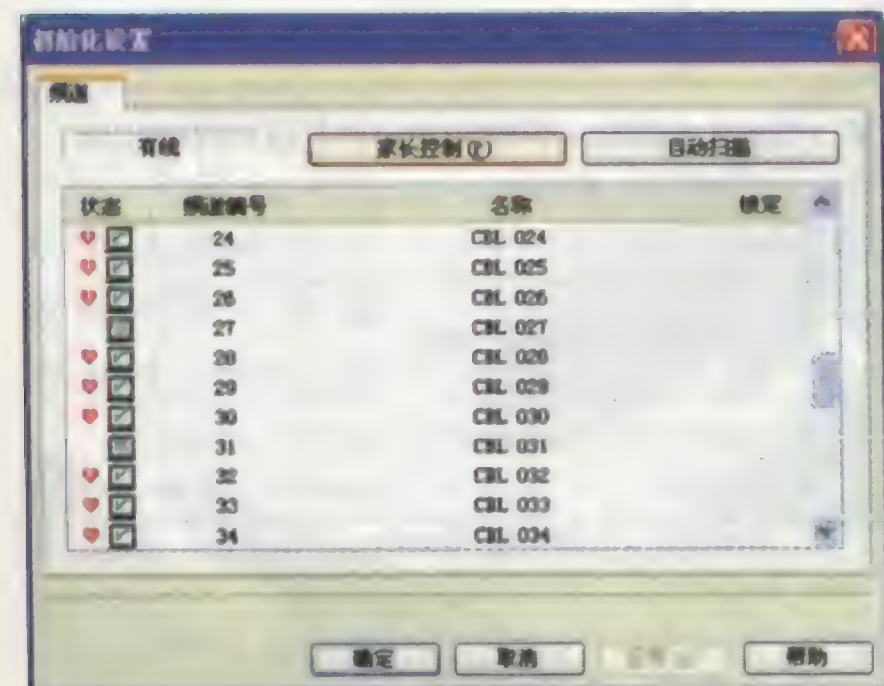 初始化设置
频道
有线 家长控制(P) 自动扫描
状态 频道编号 名称 锁定
24 CBL 024
25 CBL 025
26 CBL 026
27 CBL 027
28 CBL 028
29 CBL 029
30 CBL 030
31 CBL 031
32 CBL 032
33 CBL 033
34 CBL 034
确定 取消 帮助